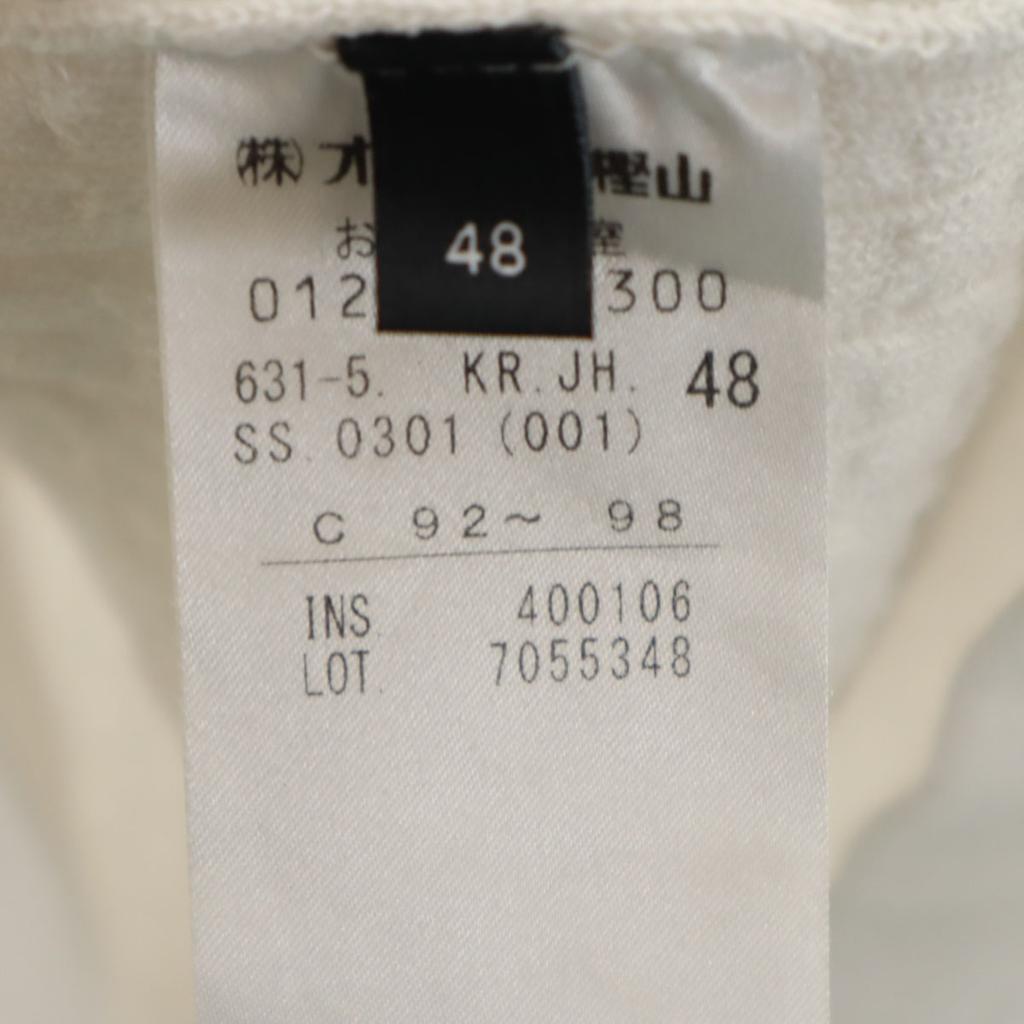 ㈱オ 樫山
48
お 室
012 300
631-5. KR.JH. 48
SS.0301 (001)
C 92～ 98
INS. 400106
LOT. 7055348